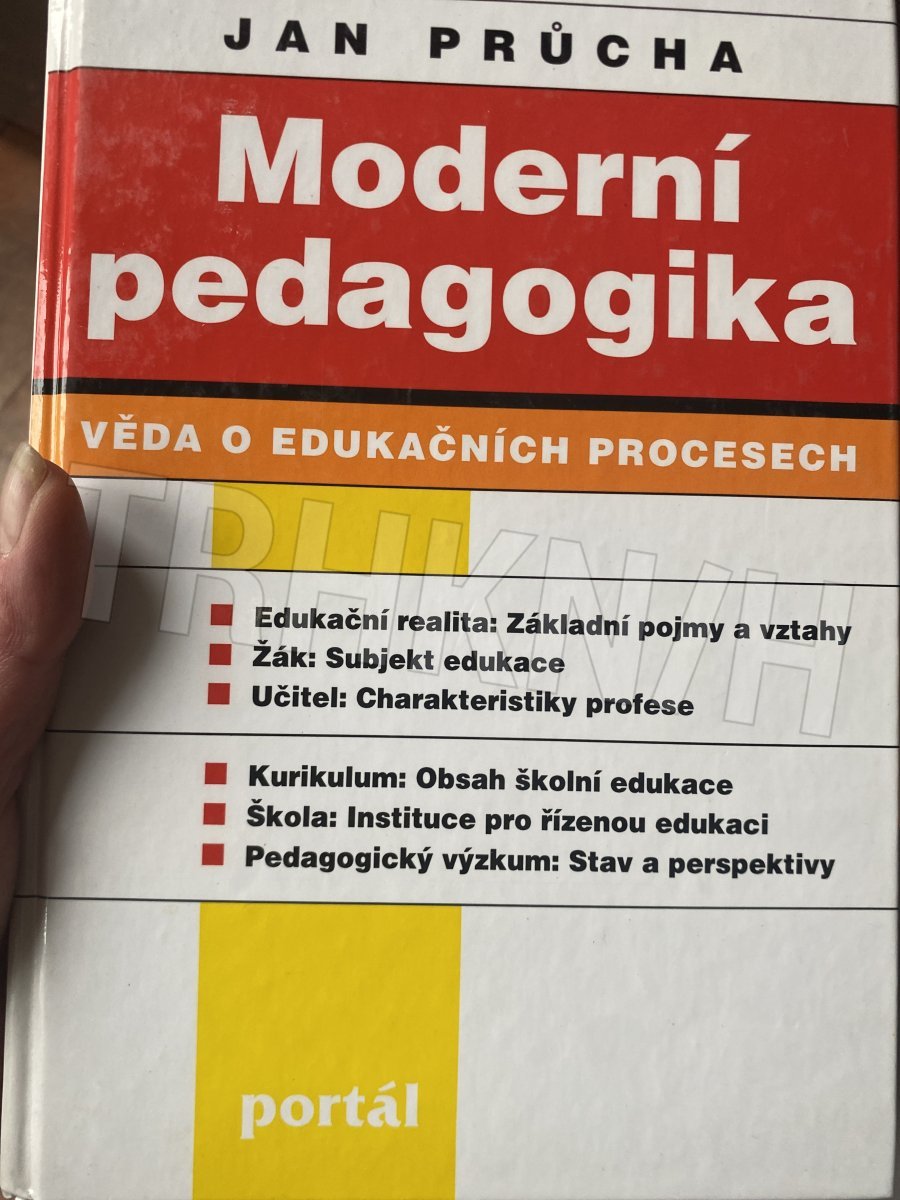 JAN PRŮCHA
Moderní
pedagogika
VĚDA O EDUKAČNÍCH PROCESECH
TRHKNIH
Edukační realita: Základní pojmy a vztahy
Žák: Subjekt edukace
Učitel: Charakteristiky profese
Kurikulum: Obsah školní edukace
Škola: Instituce pro řízenou edukaci
Pedagogický výzkum: Stav a perspektivy
portál